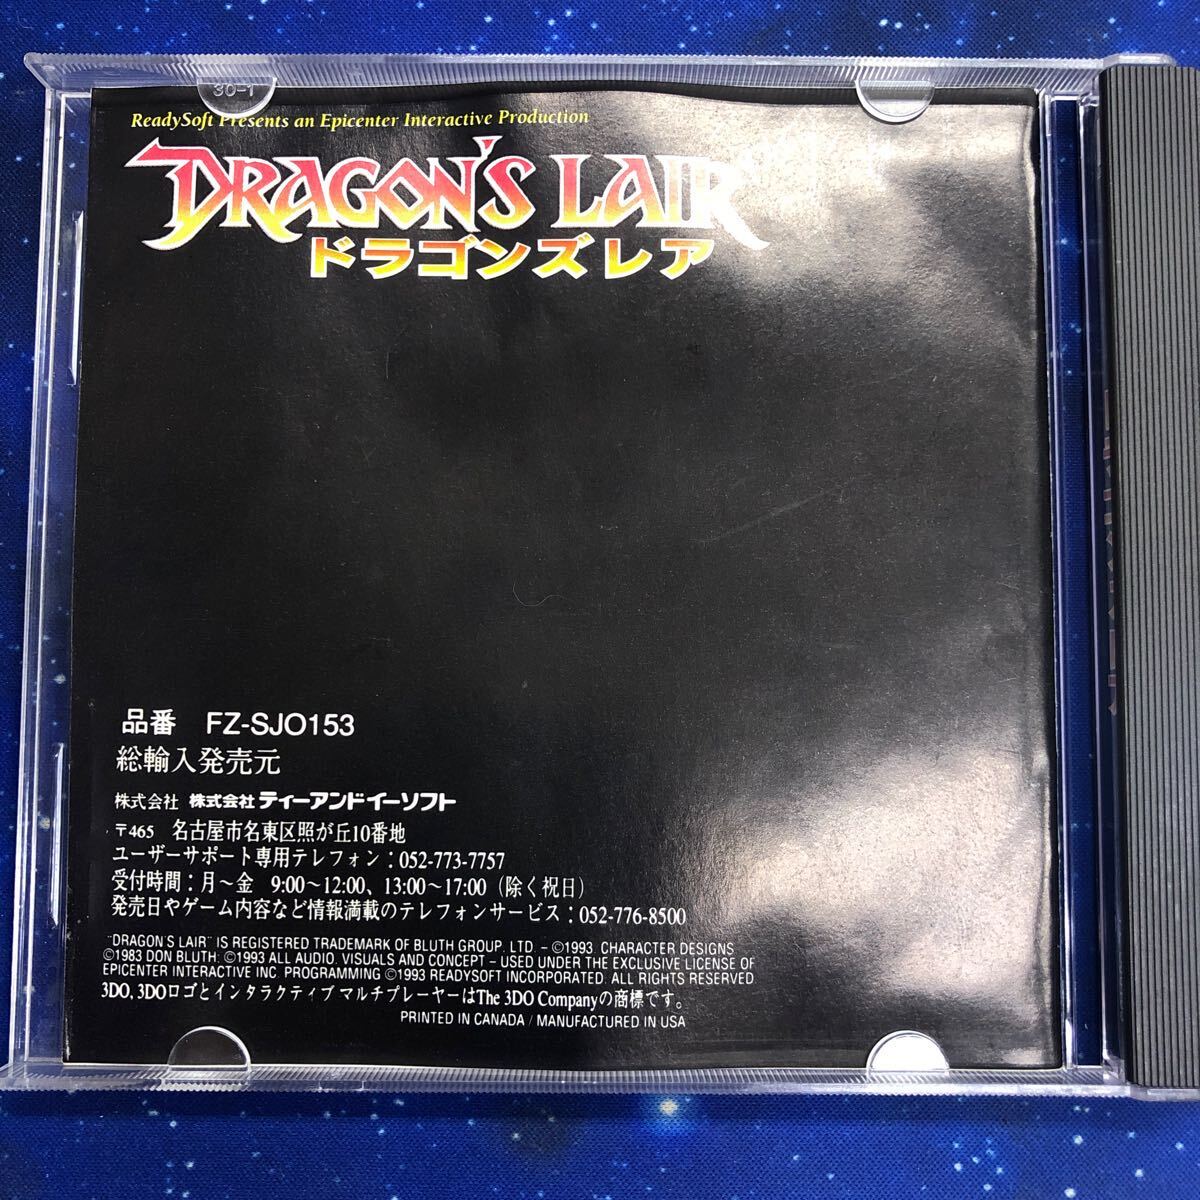 30-1
ReadySoft Presents an Epicenter Interactive Production
DRAGON'S LAIR
ドラゴンズレア
品番 FZ-SJO153
総輸入発売元
株式会社 株式会社 ティーアンドイーソフト
〒465 名古屋市名東区照が丘10番地
ユーザーサポート専用テレフォン：052-773-7757
受付時間：月〜金 9:00〜12:00、13:00〜17:00（除く祝日）
発売日やゲーム内容など情報満載のテレフォンサービス：052-776-8500
"DRAGON'S LAIR" IS REGISTERED TRADEMARK OF BLUTH GROUP, LTD. - ©1993. CHARACTER DESIGNS
©1983 DON BLUTH. ©1993 ALL AUDIO, VISUALS AND CONCEPT - USED UNDER THE EXCLUSIVE LICENSE OF
EPICENTER INTERACTIVE INC. PROGRAMMING ©1993 READYSOFT INCORPORATED. ALL RIGHTS RESERVED.
3DO, 3DOロゴとインタラクティブ マルチプレーヤーはThe 3DO Companyの商標です。
PRINTED IN CANADA / MANUFACTURED IN USA